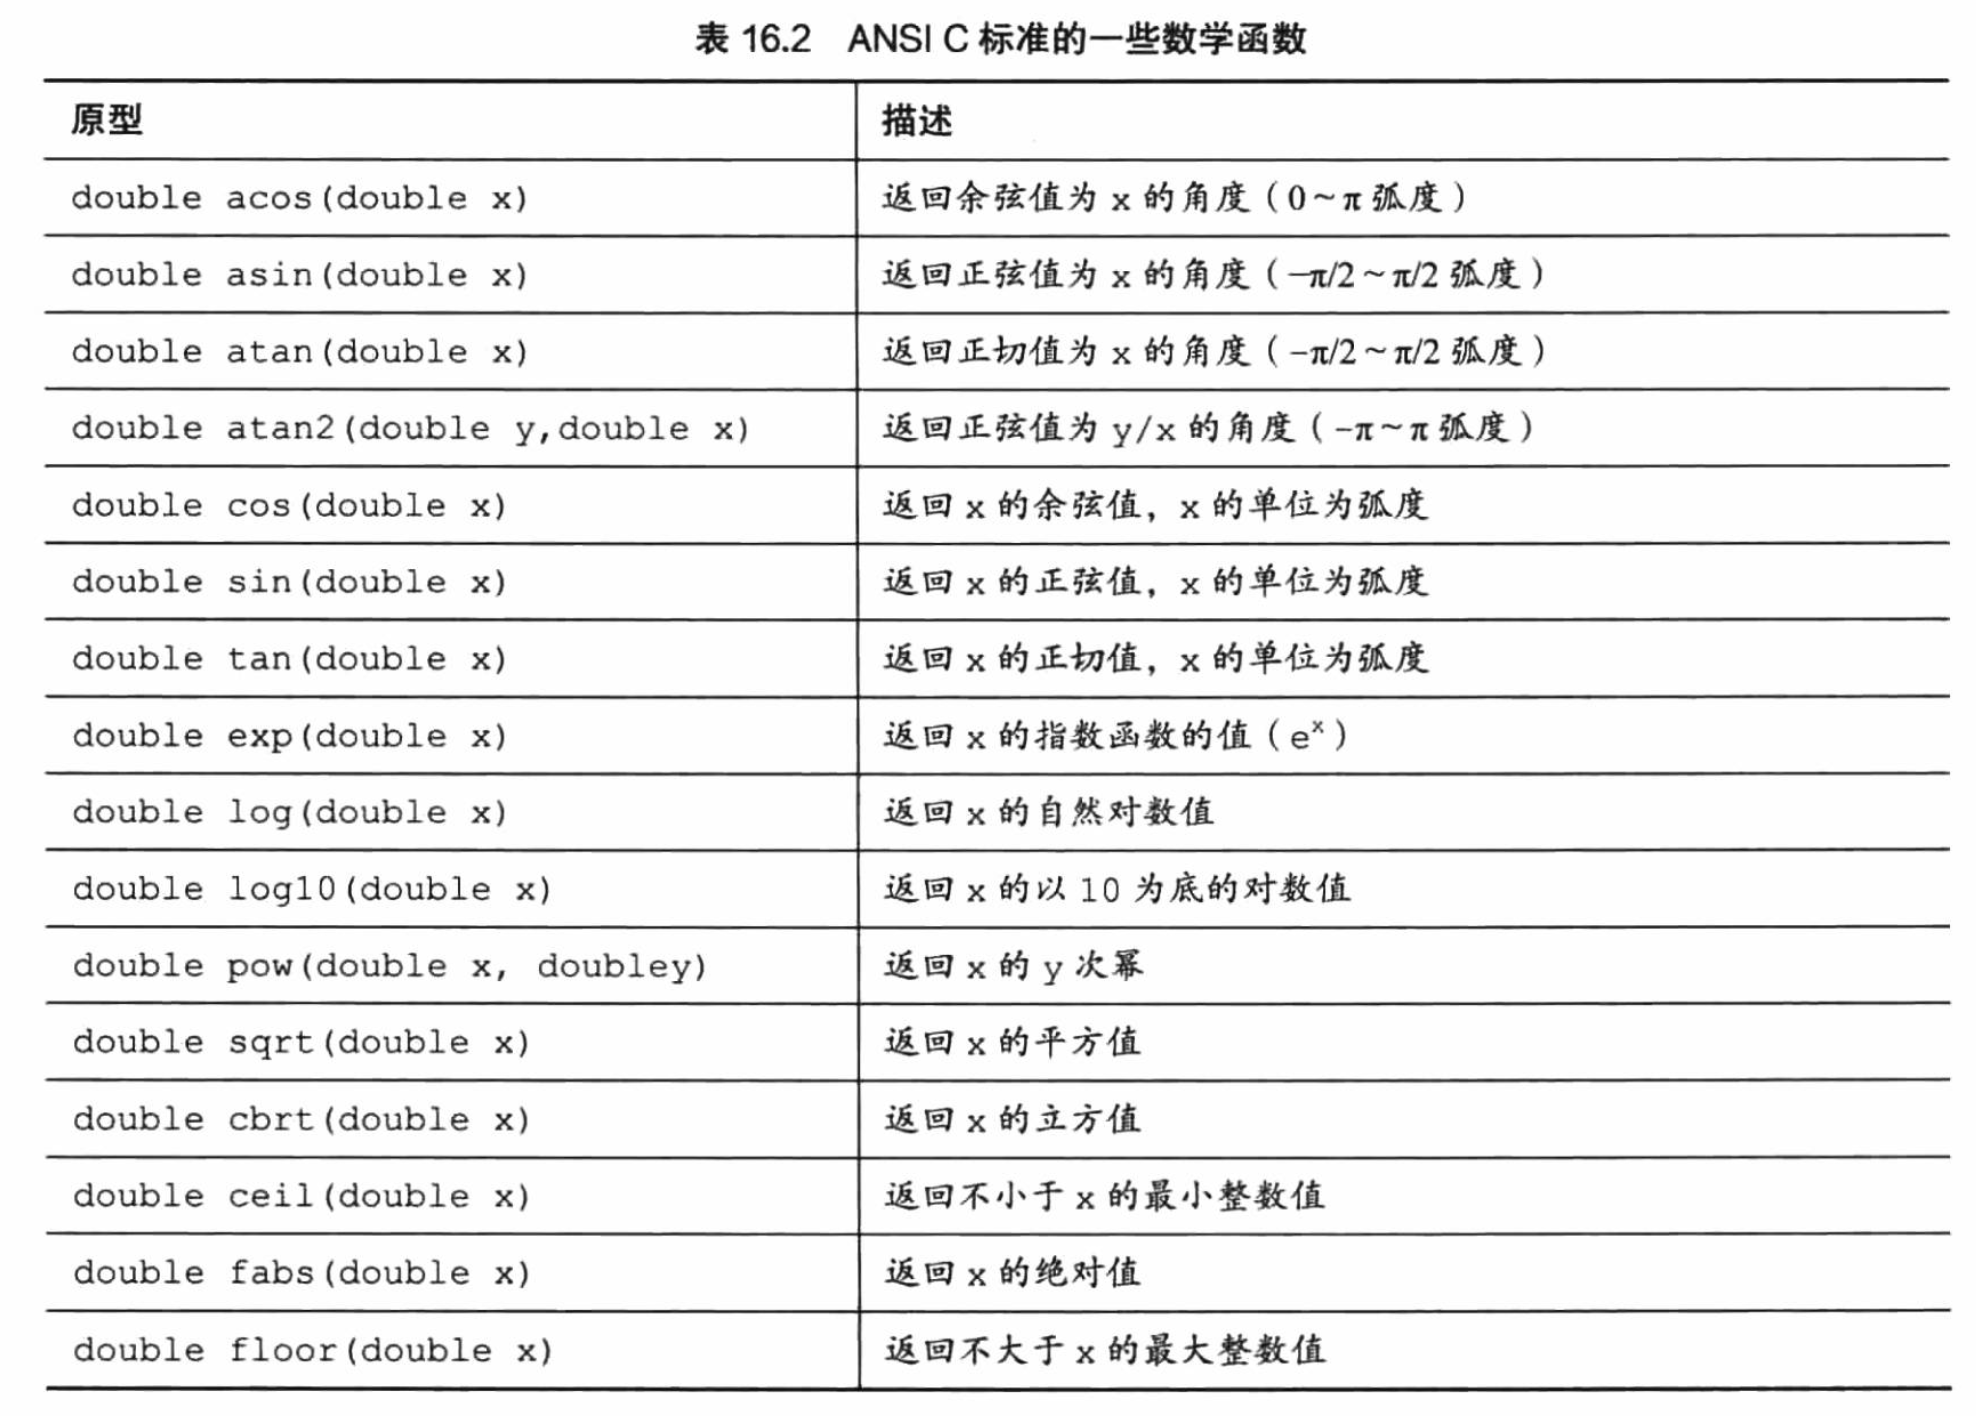 表 16.2 ANSI C 标准的一些数学函数
原型 描述
double acos(double x) 返回余弦值为 x 的角度（0~π 弧度）
double asin(double x) 返回正弦值为 x 的角度（—π/2~π/2 弧度）
double atan(double x) 返回正切值为 x 的角度（-π/2~π/2 弧度）
double atan2(double y,double x) 返回正弦值为 y/x 的角度（-π~π 弧度）
double cos(double x) 返回 x 的余弦值，x 的单位为弧度
double sin(double x) 返回 x 的正弦值，x 的单位为弧度
double tan(double x) 返回 x 的正切值，x 的单位为弧度
double exp(double x) 返回 x 的指数函数的值（eˣ）
double log(double x) 返回 x 的自然对数值
double log10(double x) 返回 x 的以 10 为底的对数值
double pow(double x, doubley) 返回 x 的 y 次幂
double sqrt(double x) 返回 x 的平方值
double cbrt(double x) 返回 x 的立方值
double ceil(double x) 返回不小于 x 的最小整数值
double fabs(double x) 返回 x 的绝对值
double floor(double x) 返回不大于 x 的最大整数值